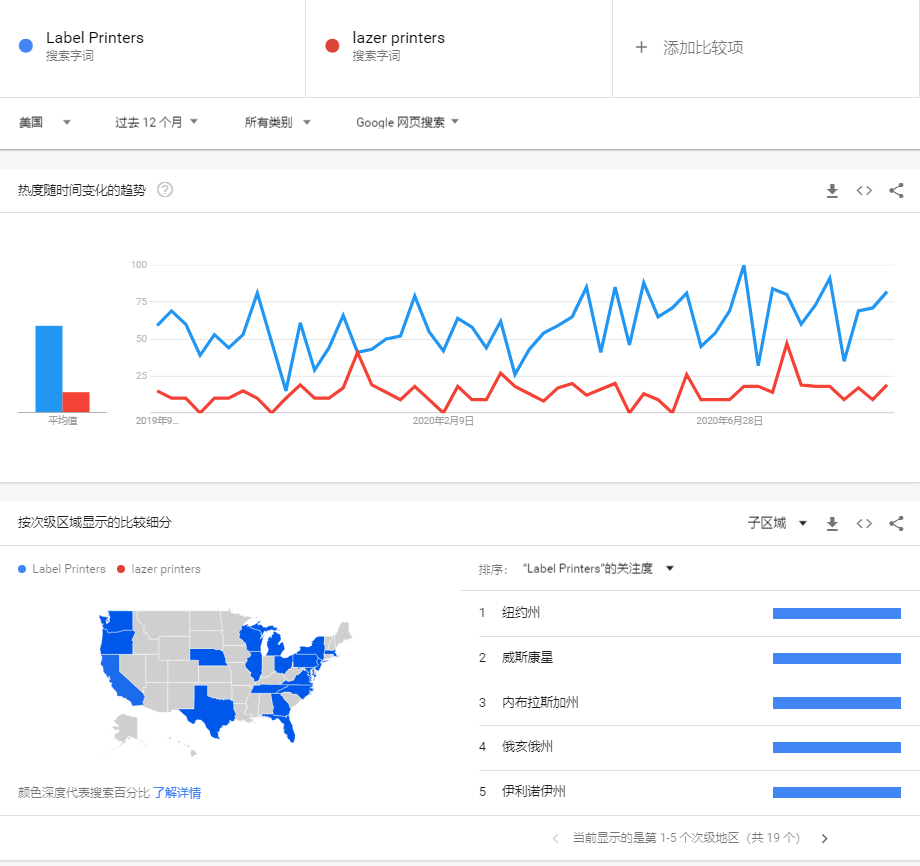 Label Printers
搜索字词
lazer printers
搜索字词
+ 添加比较项
美国
过去 12 个月
所有类别
Google 网页搜索
热度随时间变化的趋势 ?
100
75
50
25
平均值
2019年9...
2020年2月9日
2020年6月28日
按次级区域显示的比较细分
子区域
Label Printers
lazer printers
排序: “Label Printers”的关注度
1 纽约州
2 威斯康星
3 内布拉斯加州
4 俄亥俄州
5 伊利诺伊州
颜色深度代表搜索百分比 了解详情
当前显示的是第 1-5 个次级地区（共 19 个）